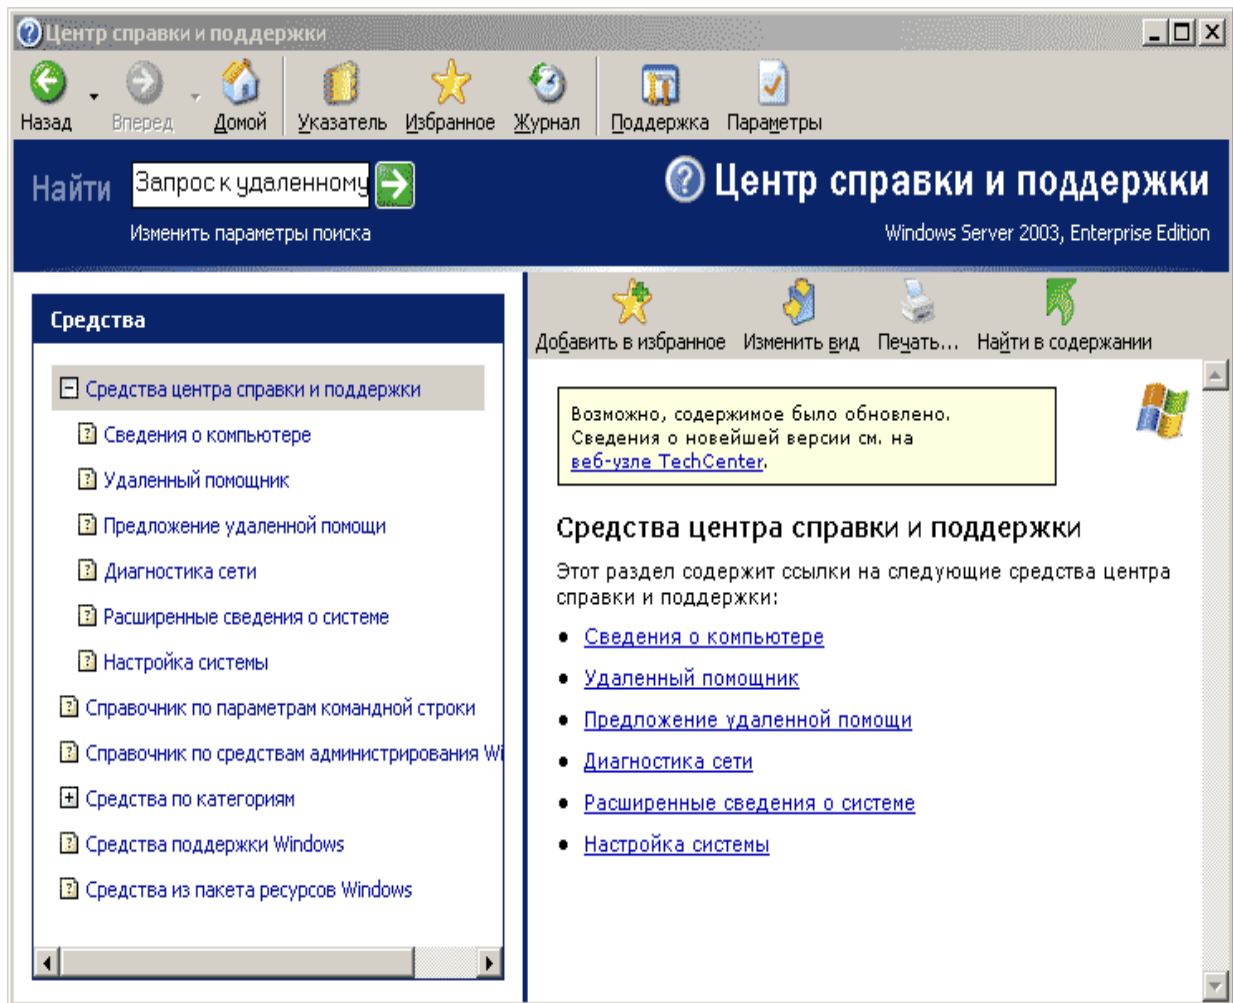 Центр справки и поддержки
Назад Вперед Домой Указатель Избранное Журнал Поддержка Параметры
Найти Запрос к удаленному
Изменить параметры поиска
Центр справки и поддержки
Windows Server 2003, Enterprise Edition
Средства
Средства центра справки и поддержки
Сведения о компьютере
Удаленный помощник
Предложение удаленной помощи
Диагностика сети
Расширенные сведения о системе
Настройка системы
Справочник по параметрам командной строки
Справочник по средствам администрирования Wi
Средства по категориям
Средства поддержки Windows
Средства из пакета ресурсов Windows
Добавить в избранное Изменить вид Печать... Найти в содержании
Возможно, содержимое было обновлено.
Сведения о новейшей версии см. на
веб-узле TechCenter.
Средства центра справки и поддержки
Этот раздел содержит ссылки на следующие средства центра
справки и поддержки:
• Сведения о компьютере
• Удаленный помощник
• Предложение удаленной помощи
• Диагностика сети
• Расширенные сведения о системе
• Настройка системы